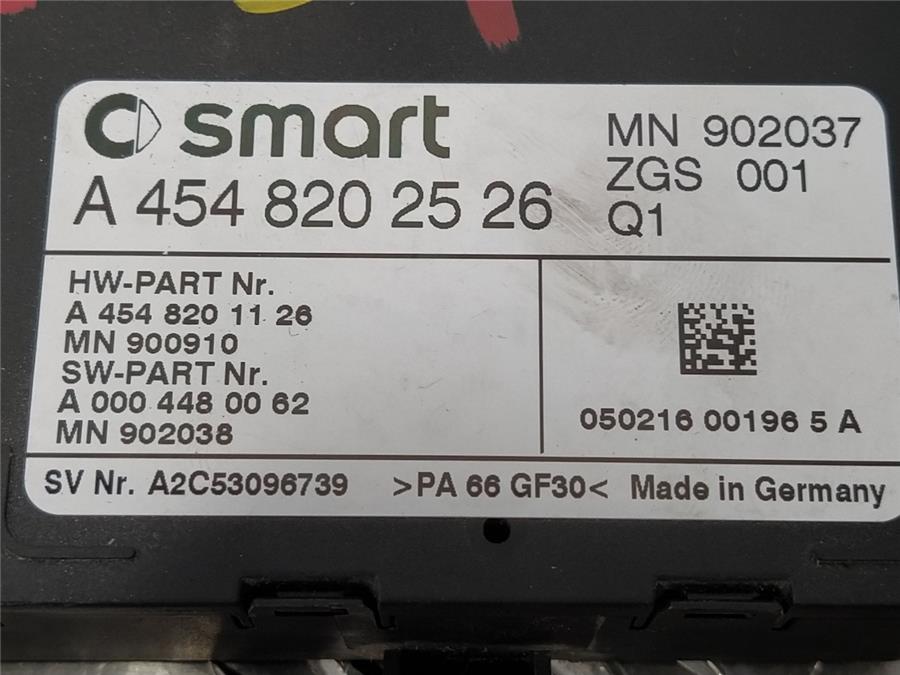 smart
A 454 820 25 26
MN 902037
ZGS 001
Q1
HW-PART Nr.
A 454 820 11 26
MN 900910
SW-PART Nr.
A 000 448 00 62
MN 902038
050216 00196 5 A
SV Nr. A2C53096739 >PA 66 GF30< Made in Germany